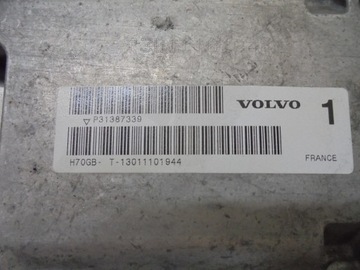 VOLVO 1
▽ P31387339
H70GB- T-13011101944
FRANCE